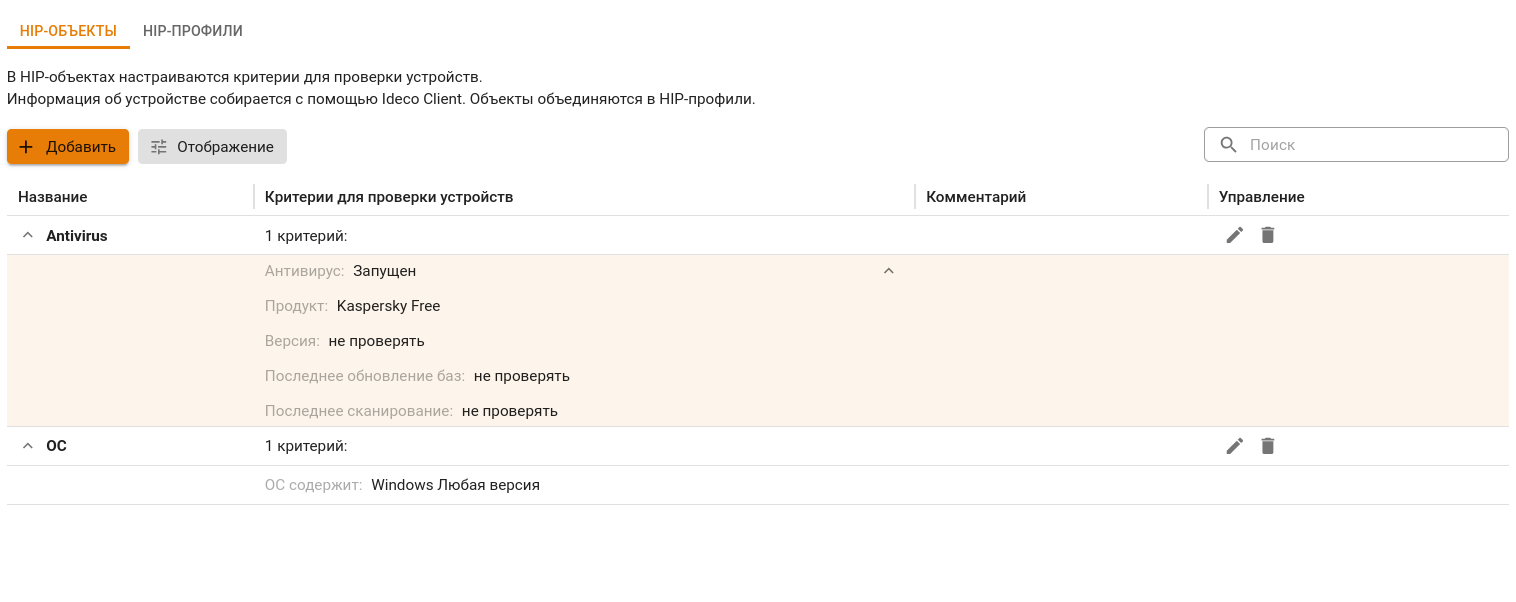 HIP-ОБЪЕКТЫ HIP-ПРОФИЛИ
В HIP-объектах настраиваются критерии для проверки устройств.
Информация об устройстве собирается с помощью Ideco Client. Объекты объединяются в HIP-профили.
Добавить Отображение Поиск
Название Критерии для проверки устройств Комментарий Управление
Antivirus 1 критерий:
Антивирус: Запущен
Продукт: Kaspersky Free
Версия: не проверять
Последнее обновление баз: не проверять
Последнее сканирование: не проверять
ОС 1 критерий:
ОС содержит: Windows Любая версия